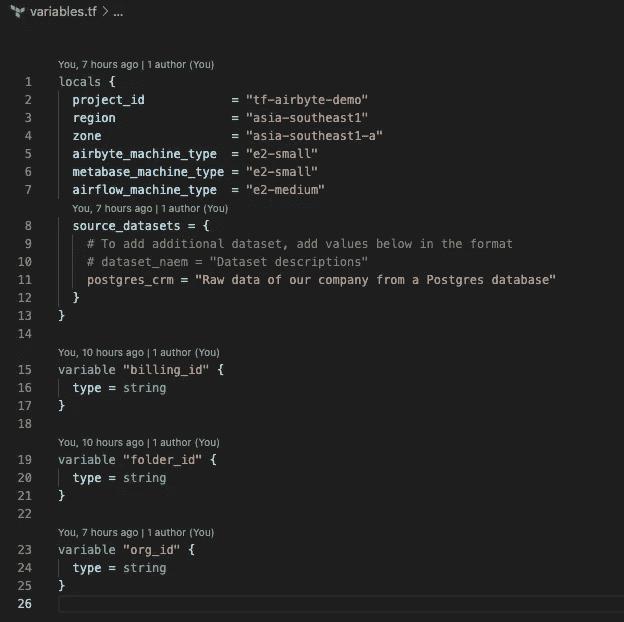 variables.tf > ...
You, 7 hours ago | 1 author (You)
1 locals {
2 project_id = "tf-airbyte-demo"
3 region = "asia-southeast1"
4 zone = "asia-southeast1-a"
5 airbyte_machine_type = "e2-small"
6 metabase_machine_type = "e2-small"
7 airflow_machine_type = "e2-medium"
You, 7 hours ago | 1 author (You)
8 source_datasets = {
9 # To add additional dataset, add values below in the format
10 # dataset_naem = "Dataset descriptions"
11 postgres_crm = "Raw data of our company from a Postgres database"
12 }
13 }
14
You, 10 hours ago | 1 author (You)
15 variable "billing_id" {
16 type = string
17 }
18
You, 10 hours ago | 1 author (You)
19 variable "folder_id" {
20 type = string
21 }
22
You, 7 hours ago | 1 author (You)
23 variable "org_id" {
24 type = string
25 }
26